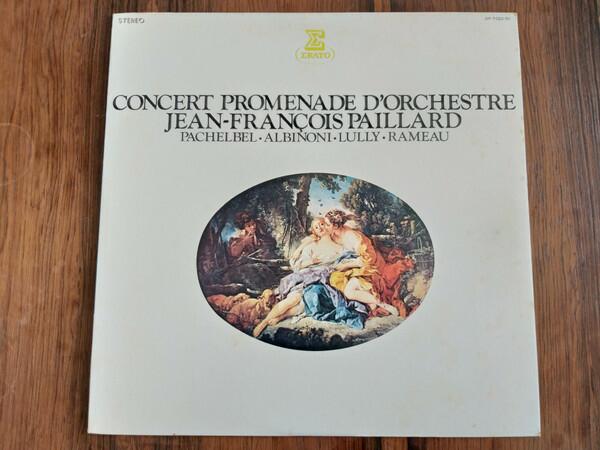 STEREO
ERATO
CONCERT PROMENADE D'ORCHESTRE
JEAN-FRANÇOIS PAILLARD
PACHELBEL · ALBINONI · LULLY · RAMEAU